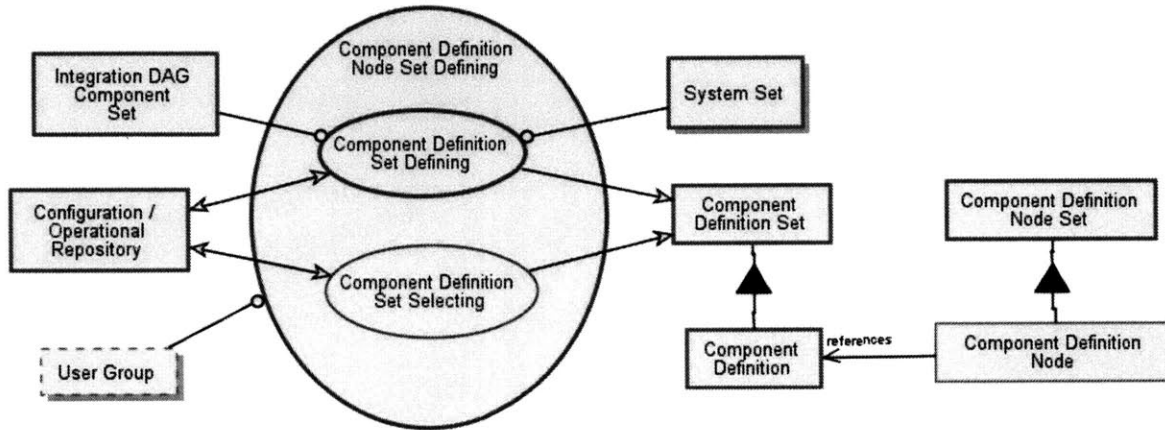 Integration DAG
Component
Set
Component Definition
Node Set Defining
System Set
Component Definition
Set Defining
Configuration /
Operational
Repository
Component
Definition Set
Component Definition
Node Set
Component Definition
Set Selecting
User Group
Component
Definition
references
Component Definition
Node